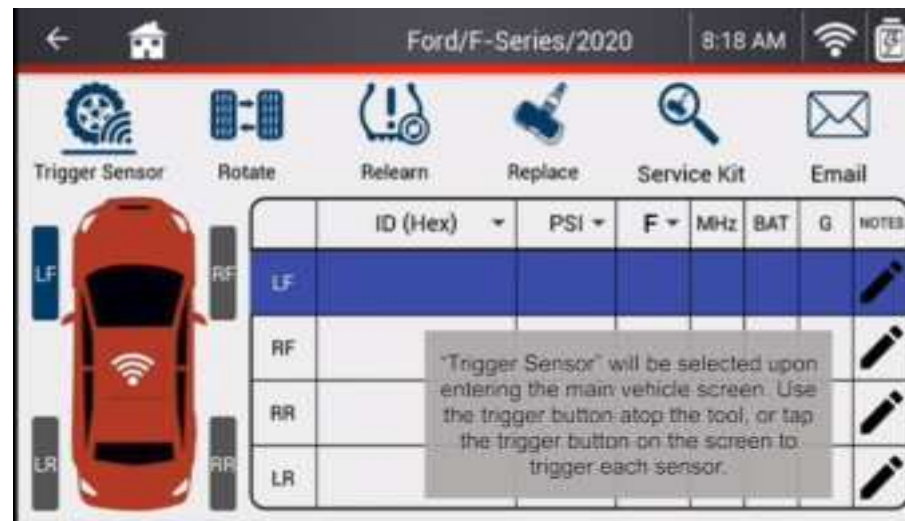 Ford/F-Series/2020 8:18 AM
Trigger Sensor Rotate Relearn Replace Service Kit Email
ID (Hex) PSI F MHz BAT G NOTES
LF RF LF
RF
RR
LR RR LR
"Trigger Sensor" will be selected upon
entering the main vehicle screen. Use
the trigger button atop the tool, or tap
the trigger button on the screen to
trigger each sensor.